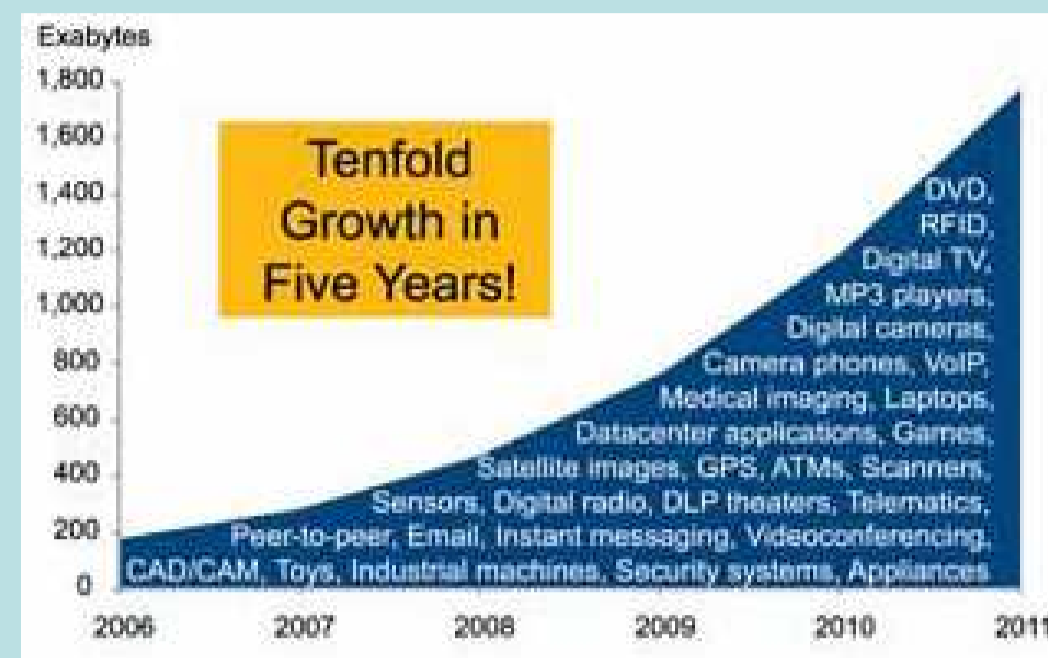 Exabytes
1,800
1,600
1,400
1,200
1,000
800
600
400
200
0
Tenfold
Growth in
Five Years!
DVD,
RFID,
Digital TV,
MP3 players,
Digital cameras,
Camera phones, VoIP,
Medical imaging, Laptops,
Datacenter applications, Games,
Satellite images, GPS, ATMs, Scanners,
Sensors, Digital radio, DLP theaters, Telematics,
Peer-to-peer, Email, Instant messaging, Videoconferencing,
CAD/CAM, Toys, Industrial machines, Security systems, Appliances
2006 2007 2008 2009 2010 2011